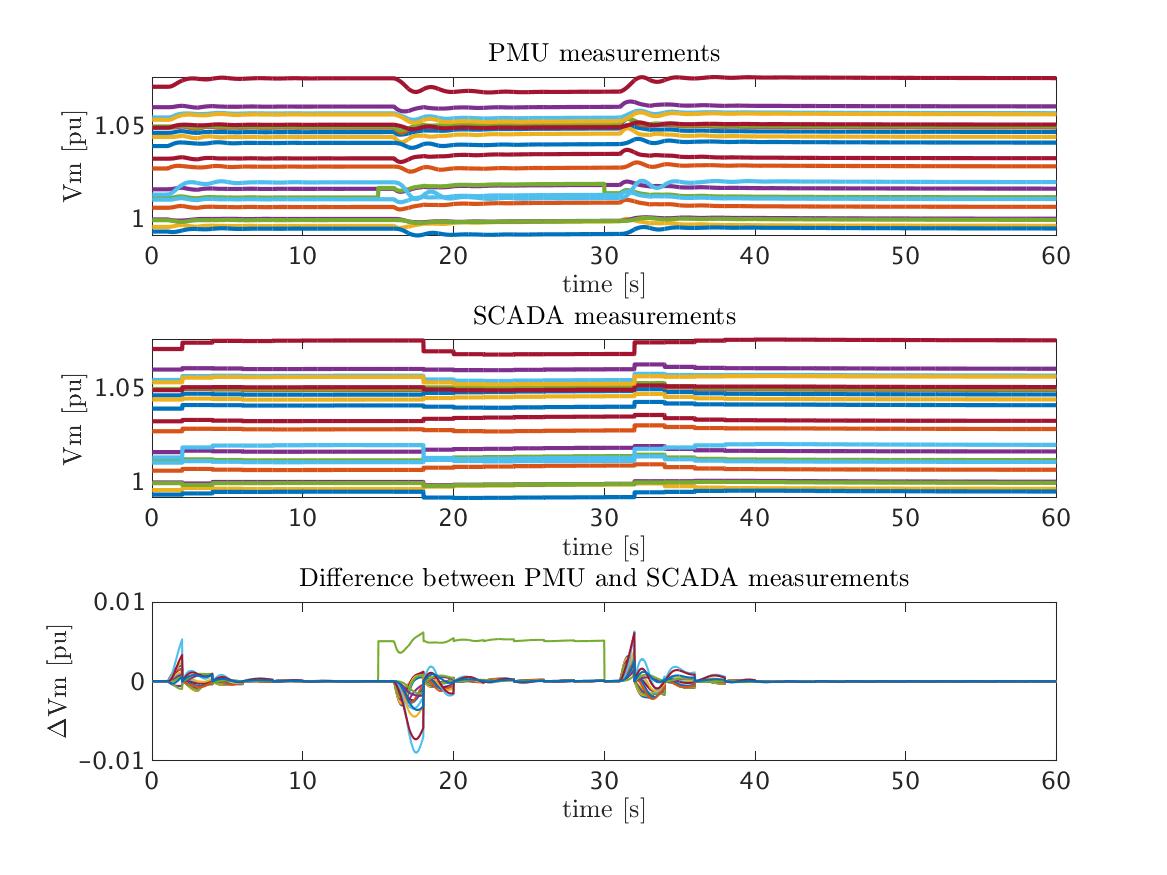 PMU measurements
Vm [pu]
1.05
1
0 10 20 30 40 50 60
time [s]
SCADA measurements
Vm [pu]
1.05
1
0 10 20 30 40 50 60
time [s]
Difference between PMU and SCADA measurements
ΔVm [pu]
0.01
0
-0.01
0 10 20 30 40 50 60
time [s]